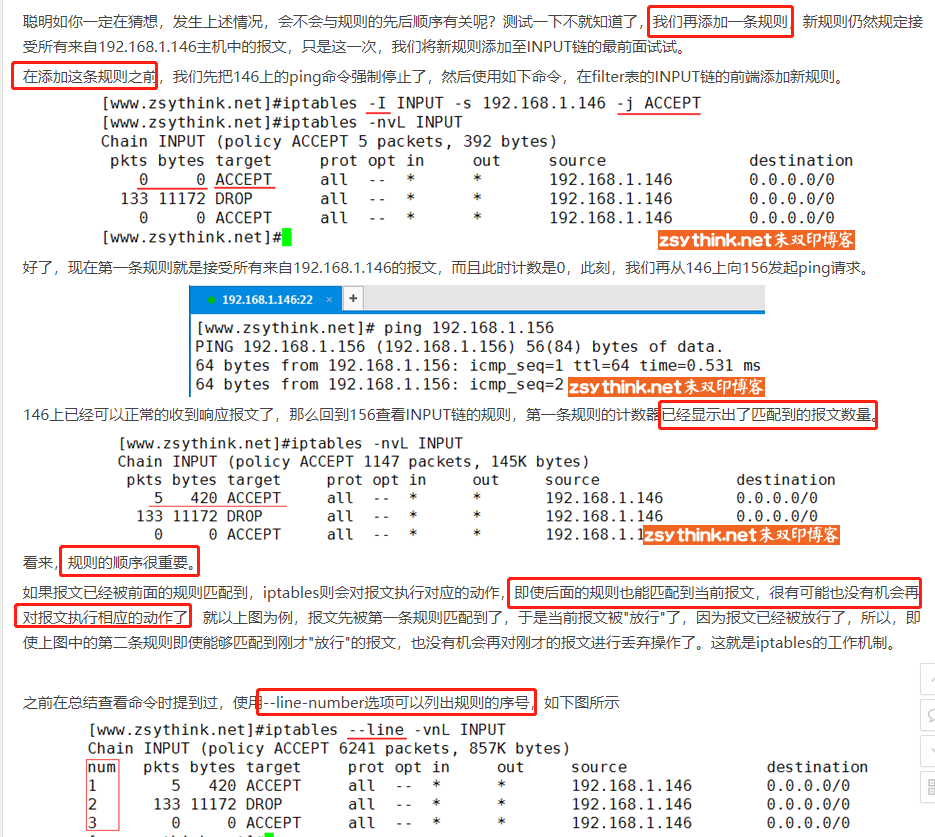 聪明如你一定在猜想，发生上述情况，会不会与规则的先后顺序有关呢？测试一下不就知道了，我们再添加一条规则，新规则仍然规定接
受所有来自192.168.1.146主机中的报文，只是这一次，我们将新规则添加至INPUT链的最前面试试。
在添加这条规则之前，我们先把146上的ping命令强制停止了，然后使用如下命令，在filter表的INPUT链的前端添加新规则。
[www.zsythink.net]#iptables -I INPUT -s 192.168.1.146 -j ACCEPT
[www.zsythink.net]#iptables -nvL INPUT
Chain INPUT (policy ACCEPT 5 packets, 392 bytes)
pkts bytes target prot opt in out source destination
0 0 ACCEPT all -- * * 192.168.1.146 0.0.0.0/0
133 11172 DROP all -- * * 192.168.1.146 0.0.0.0/0
0 0 ACCEPT all -- * * 192.168.1.146 0.0.0.0/0
[www.zsythink.net]#
zsythink.net朱双印博客
好了，现在第一条规则就是接受所有来自192.168.1.146的报文，而且此时计数是0，此刻，我们再从146上向156发起ping请求。
192.168.1.146:22 × +
[www.zsythink.net]# ping 192.168.1.156
PING 192.168.1.156 (192.168.1.156) 56(84) bytes of data.
64 bytes from 192.168.1.156: icmp_seq=1 ttl=64 time=0.531 ms
64 bytes from 192.168.1.156: icmp_seq=2
zsythink.net朱双印博客
146上已经可以正常的收到响应报文了，那么回到156查看INPUT链的规则，第一条规则的计数器已经显示出了匹配到的报文数量。
[www.zsythink.net]#iptables -nvL INPUT
Chain INPUT (policy ACCEPT 1147 packets, 145K bytes)
pkts bytes target prot opt in out source destination
5 420 ACCEPT all -- * * 192.168.1.146 0.0.0.0/0
133 11172 DROP all -- * * 192.168.1.146 0.0.0.0/0
0 0 ACCEPT all -- * * 192.168.1.1
zsythink.net朱双印博客
看来，规则的顺序很重要。
如果报文已经被前面的规则匹配到，iptables则会对报文执行对应的动作，即使后面的规则也能匹配到当前报文，很有可能也没有机会再
对报文执行相应的动作了，就以上图为例，报文先被第一条规则匹配到了，于是当前报文被"放行"了，因为报文已经被放行了，所以，即
使上图中的第二条规则即使能够匹配到刚才"放行"的报文，也没有机会再对刚才的报文进行丢弃操作了。这就是iptables的工作机制。
之前在总结查看命令时提到过，使用--line-number选项可以列出规则的序号，如下图所示
[www.zsythink.net]#iptables --line -vnL INPUT
Chain INPUT (policy ACCEPT 6241 packets, 857K bytes)
num pkts bytes target prot opt in out source destination
1 5 420 ACCEPT all -- * * 192.168.1.146 0.0.0.0/0
2 133 11172 DROP all -- * * 192.168.1.146 0.0.0.0/0
3 0 0 ACCEPT all -- * * 192.168.1.146 0.0.0.0/0